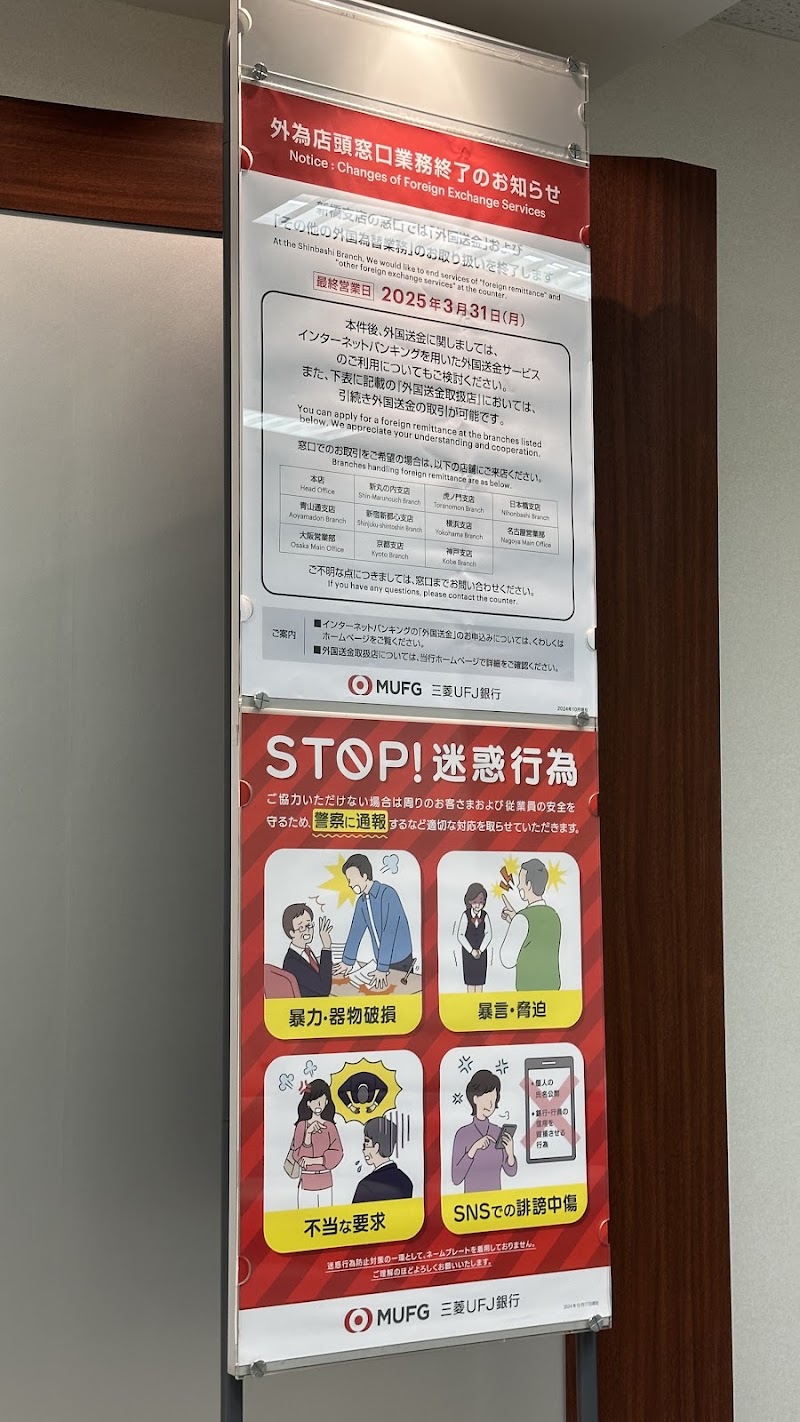 外為店頭窓口業務終了のお知らせ
Notice : Changes of Foreign Exchange Services
新橋支店の窓口では「外国送金」および
「その他の外国為替業務」のお取り扱いを終了します
At the Shinbashi Branch, We would like to end services of "foreign remittance" and
"other foreign exchange services" at the counter.
最終営業日 2025年3月31日(月)
本件後、外国送金に関しましては、
インターネットバンキングを用いた外国送金サービス
のご利用についてもご検討ください。
また、下表に記載の「外国送金取扱店」においては、
引続き外国送金の取引が可能です。
You can apply for a foreign remittance at the branches listed
below. We appreciate your understanding and cooperation.
窓口でのお取引をご希望の場合は、以下の店舗にご来店ください。
Branches handling foreign remittance are as below.
本店 新丸の内支店 虎ノ門支店 日本橋支店
Head Office Shin-Marunouch Branch Toranomon Branch Nihonbashi Branch
青山通支店 新宿新都心支店 横浜支店 名古屋営業部
Aoyamadori Branch Shinjuku-shintoshin Branch Yokohama Branch Nagoya Main Office
大阪営業部 京都支店 神戸支店
Osaka Main Office Kyoto Branch Kobe Branch
ご不明な点につきましては、窓口までお問い合わせください。
If you have any questions, please contact the counter.
ご案内
■インターネットバンキングの「外国送金」のお申込みについては、くわしくは
ホームページをご覧ください。
■外国送金取扱店については、当行ホームページで詳細をご確認ください。
MUFG 三菱UFJ銀行
STOP! 迷惑行為
ご協力いただけない場合は周りのお客さまおよび従業員の安全を
守るため、警察に通報するなど適切な対応を取らせていただきます。
暴力・器物破損
暴言・脅迫
•個人の
氏名公開
•銀行・行員の
信用を
毀損させる
行為
不当な要求
SNSでの誹謗中傷
迷惑行為防止対策の一環として、ネームプレートを着用しておりません。
ご理解のほどよろしくお願いいたします。
MUFG 三菱UFJ銀行